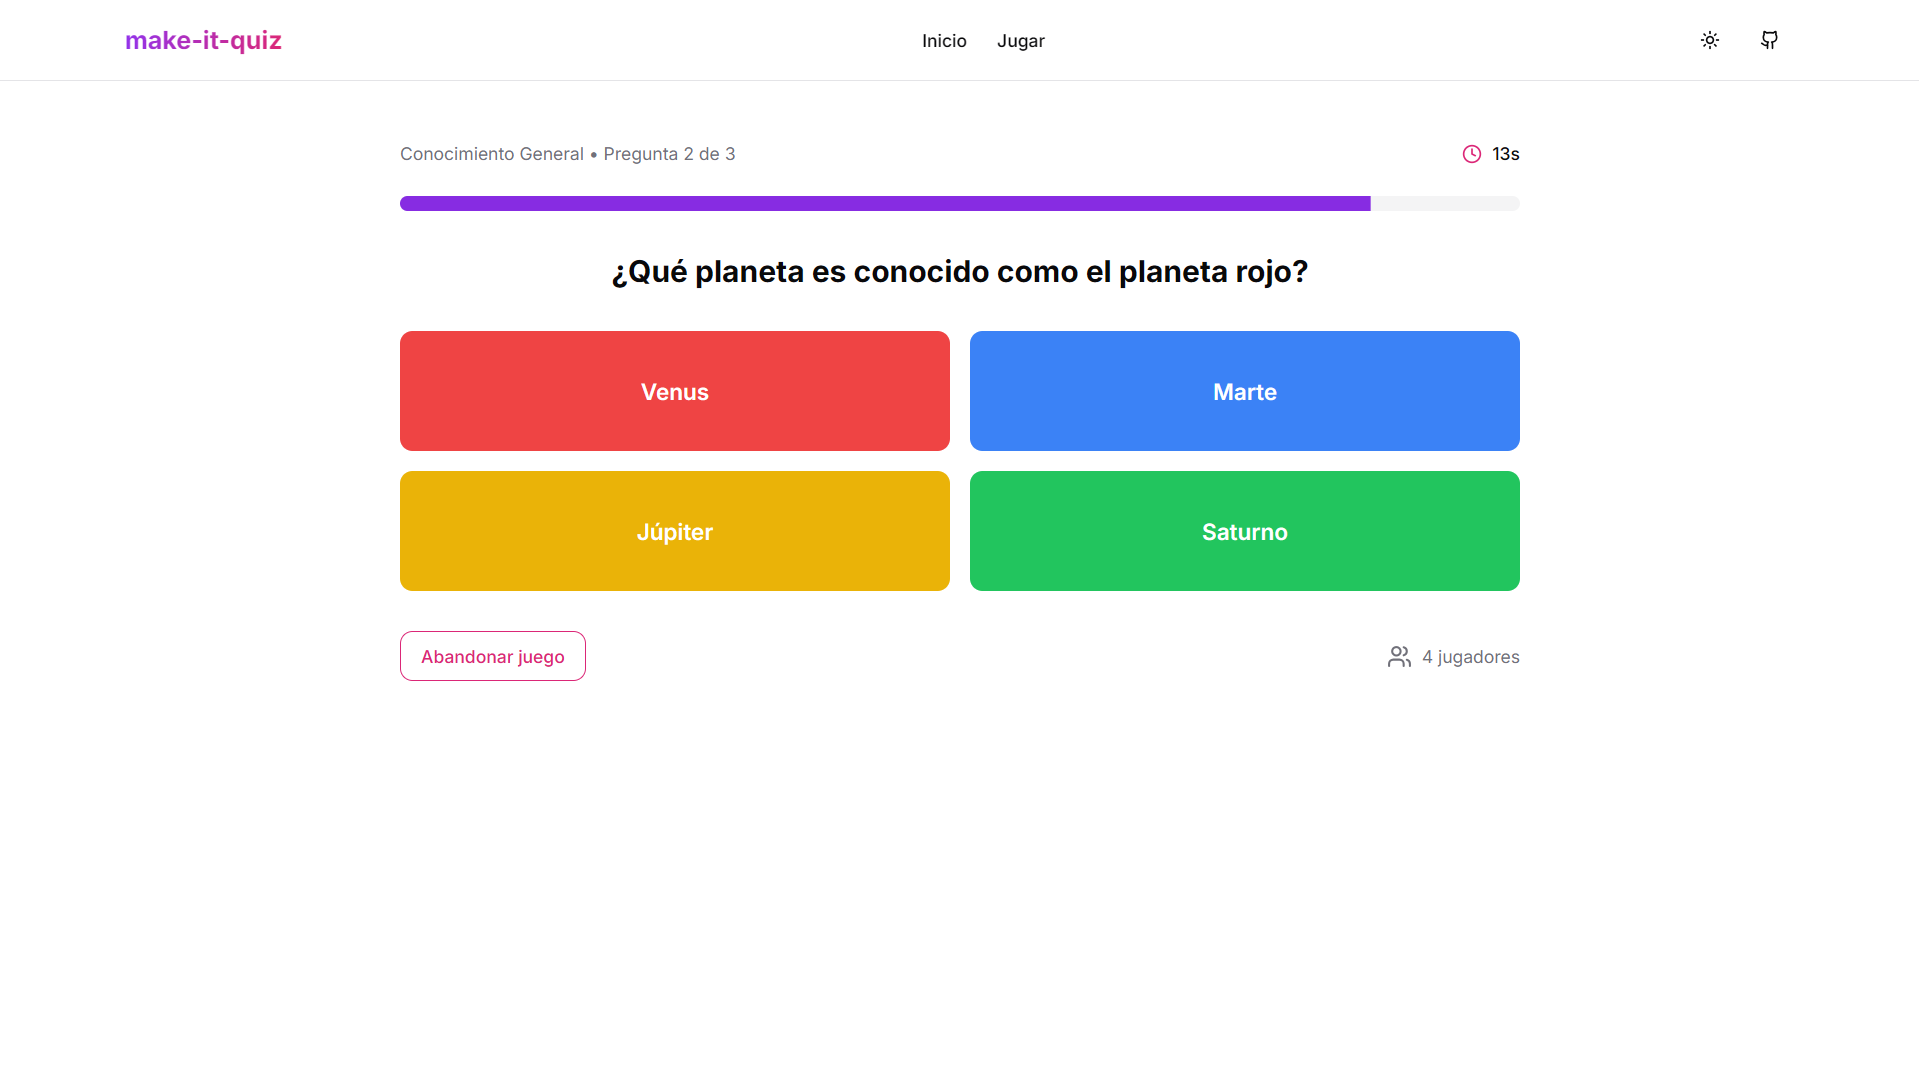 make-it-quiz
Inicio
Jugar
Conocimiento General • Pregunta 2 de 3
13s
¿Qué planeta es conocido como el planeta rojo?
Venus
Marte
Júpiter
Saturno
Abandonar juego
4 jugadores